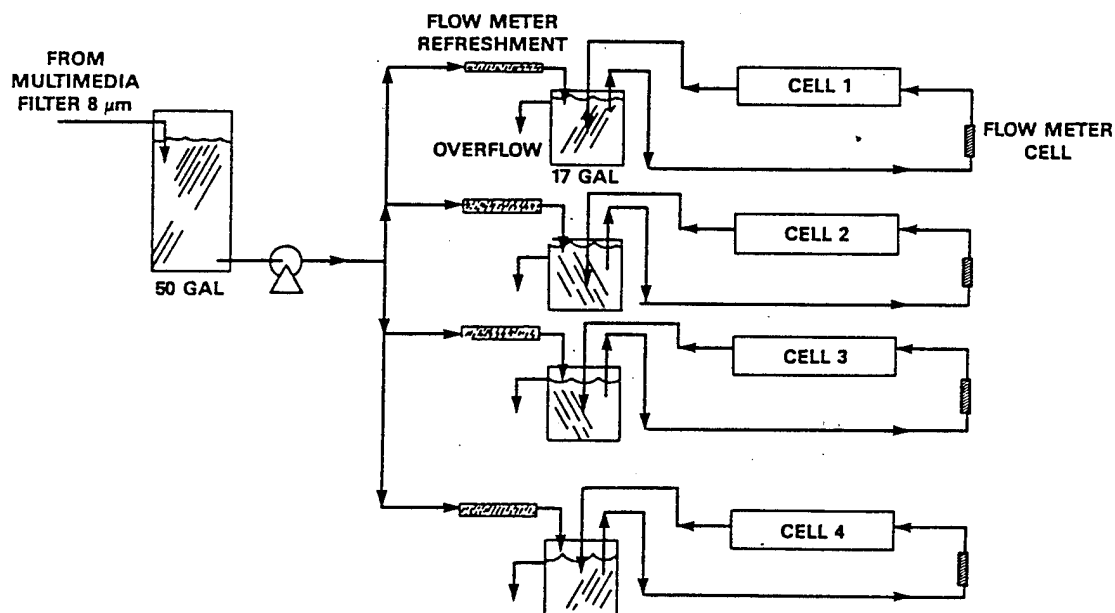 FLOW METER
REFRESHMENT
FROM
MULTIMEDIA
FILTER 8 μm
CELL 1
FLOW METER
CELL
OVERFLOW
17 GAL
CELL 2
50 GAL
CELL 3
CELL 4